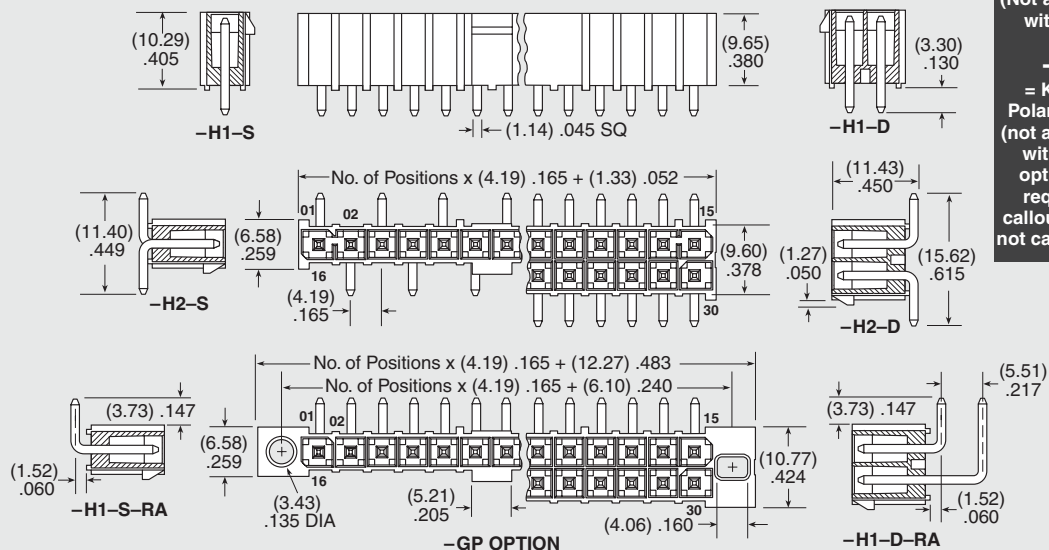 (10.29)
.405
–H1–S
(9.65)
.380
(1.14) .045 SQ
–H1–D
(3.30)
.130
wit
= K
Polar
(not a
with
opt
req
callou
not ca
(11.40)
.449
–H2–S
No. of Positions x (4.19) .165 + (1.33) .052
01
02
15
(6.58)
.259
16
(4.19)
.165
(9.60)
.378
30
(11.43)
.450
(1.27)
.050
(15.62)
.615
–H2–D
No. of Positions x (4.19) .165 + (12.27) .483
No. of Positions x (4.19) .165 + (6.10) .240
(3.73) .147
(1.52)
.060
–H1–S–RA
01
02
15
(6.58)
.259
16
(3.43)
.135 DIA
(5.21)
.205
30
(4.06) .160
(10.77)
.424
–GP OPTION
(5.51)
.217
(3.73) .147
(1.52)
.060
–H1–D–RA